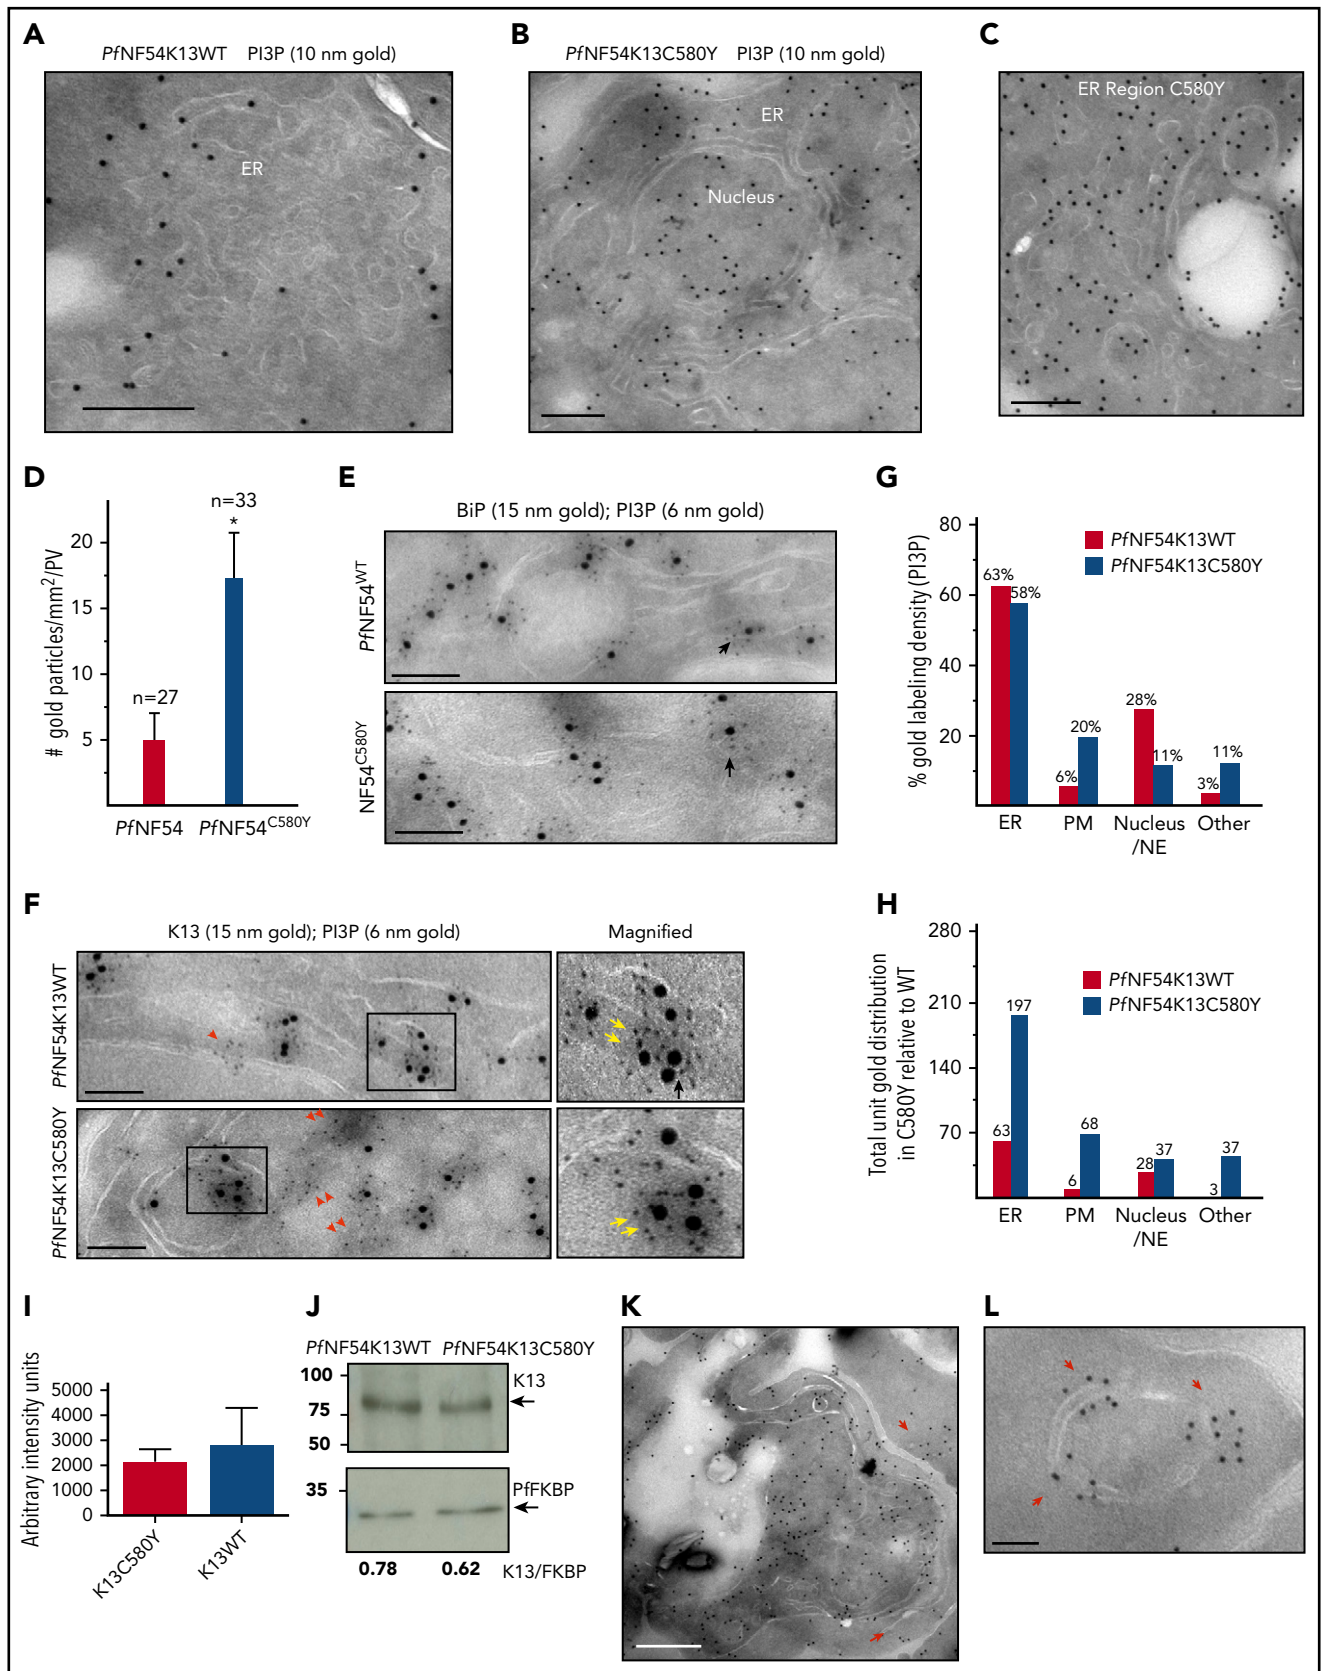 A
PfNF54K13WT PI3P (10 nm gold)
ER
B
PfNF54K13C580Y PI3P (10 nm gold)
ER
Nucleus
C
ER Region C580Y
D
# gold particles/mm²/PV
20
15
10
5
n=27
n=33
*
PfNF54
PfNF54^C580Y
E
BiP (15 nm gold); PI3P (6 nm gold)
PfNF54^WT
NF54^C580Y
G
% gold labeling density (PI3P)
80
60
40
20
PfNF54K13WT
PfNF54K13C580Y
63%
58%
6%
20%
28%
11%
3%
11%
ER
PM
Nucleus
/NE
Other
F
K13 (15 nm gold); PI3P (6 nm gold)
Magnified
PfNF54K13WT
PfNF54K13C580Y
H
Total unit gold distribution
in C580Y relative to WT
280
210
140
70
PfNF54K13WT
PfNF54K13C580Y
63
197
6
68
28
37
3
37
ER
PM
Nucleus
/NE
Other
I
Arbitrary intensity units
5000
4000
3000
2000
1000
0
K13C580Y
K13WT
J
PfNF54K13WT PfNF54K13C580Y
100
75
50
K13
35
PfFKBP
0.78 0.62 K13/FKBP
K
L